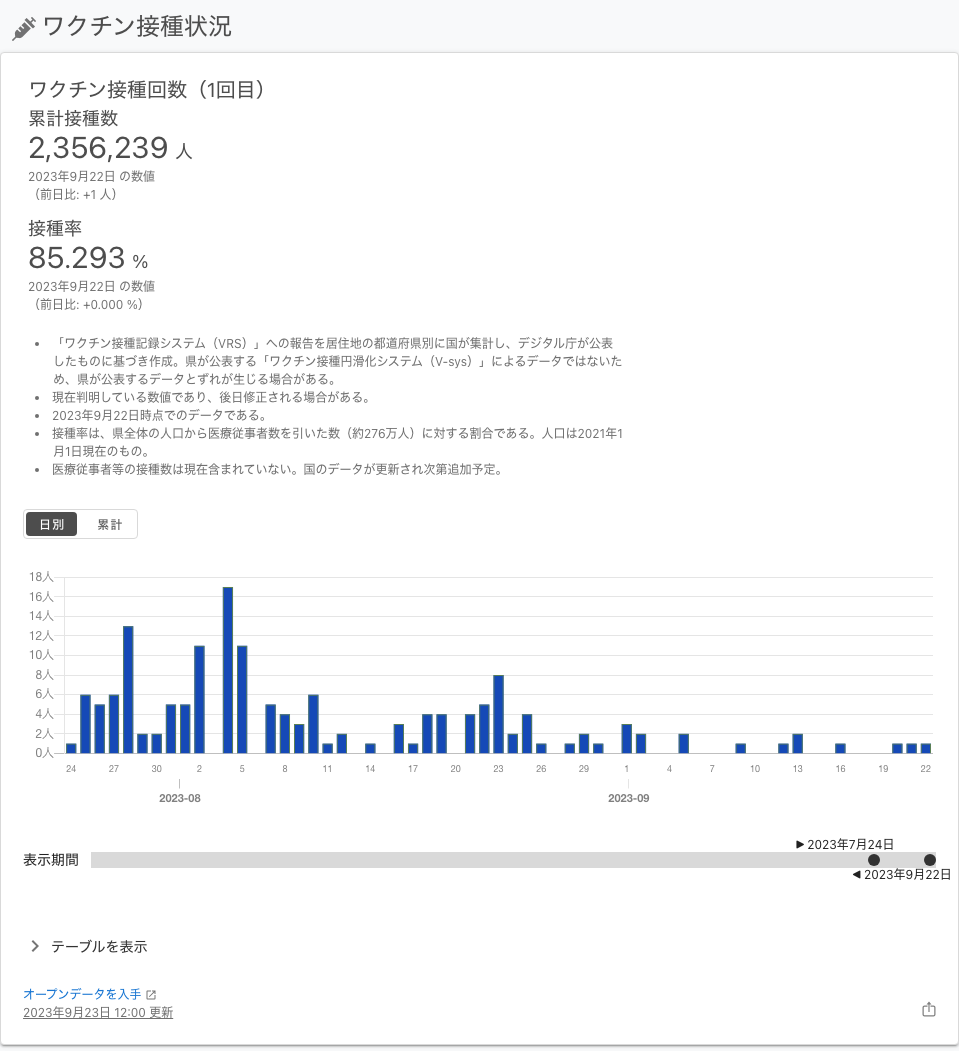 ワクチン接種状況
ワクチン接種回数（1回目）
累計接種数
2,356,239 人
2023年9月22日 の数値
（前日比: +1 人）
接種率
85.293 %
2023年9月22日 の数値
（前日比: +0.000 %）
「ワクチン接種記録システム（VRS）」への報告を居住地の都道府県別に国が集計し、デジタル庁が公表
したものに基づき作成。県が公表する「ワクチン接種円滑化システム（V-sys）」によるデータではないた
め、県が公表するデータとずれが生じる場合がある。
現在判明している数値であり、後日修正される場合がある。
2023年9月22日時点でのデータである。
接種率は、県全体の人口から医療従事者数を引いた数（約276万人）に対する割合である。人口は2021年1
月1日現在のもの。
医療従事者等の接種数は現在含まれていない。国のデータが更新され次第追加予定。
日別 累計
18人
16人
14人
12人
10人
8人
6人
4人
2人
0人
24 27 30 2 5 8 11 14 17 20 23 26 29 1 4 7 10 13 16 19 22
2023-08 2023-09
▶ 2023年7月24日
表示期間
◀ 2023年9月22日
テーブルを表示
オープンデータを入手
2023年9月23日 12:00 更新